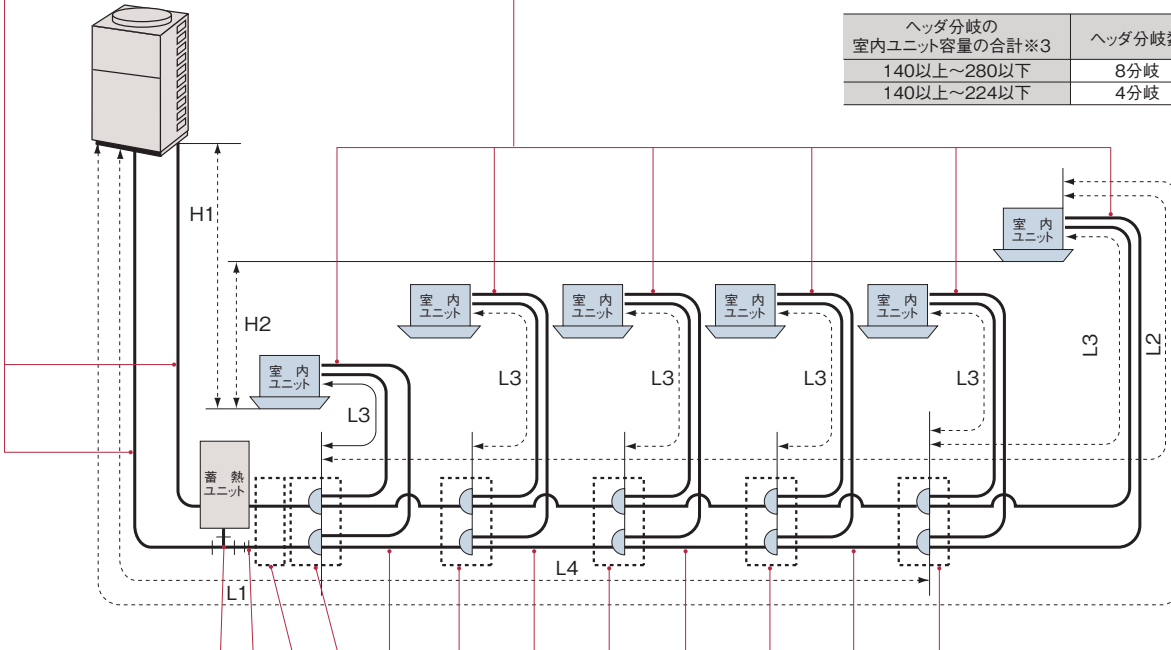 ヘッダ分岐の
室内ユニット容量の合計※3
ヘッダ分岐数
140以上～280以下
8分岐
140以上～224以下
4分岐
H1
室 内
ユニット
H2
室 内
ユニット
室 内
ユニット
室 内
ユニット
室 内
ユニット
室 内
ユニット
L3
L3
L3
L3
L3
L3
L2
蓄 熱
ユニット
L4
L1